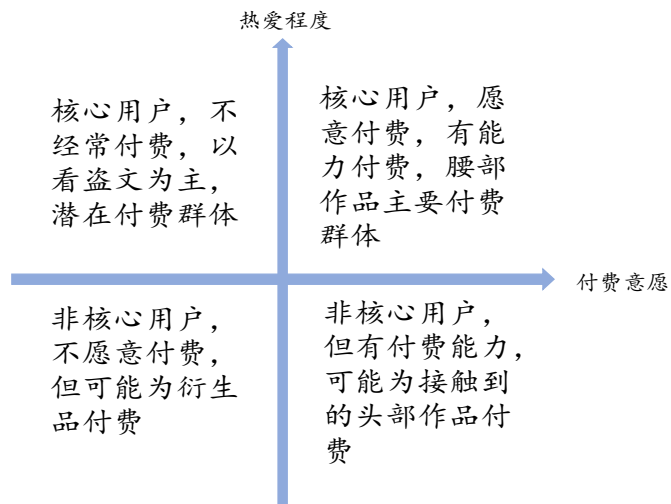 热爱程度
核心用户，不
经常付费，以
看盗文为主，
潜在付费群体
核心用户，愿
意付费，有能
力付费，腰部
作品主要付费
群体
付费意愿
非核心用户，
不愿意付费，
但可能为衍生
品付费
非核心用户，
但有付费能力，
可能为接触到
的头部作品付
费